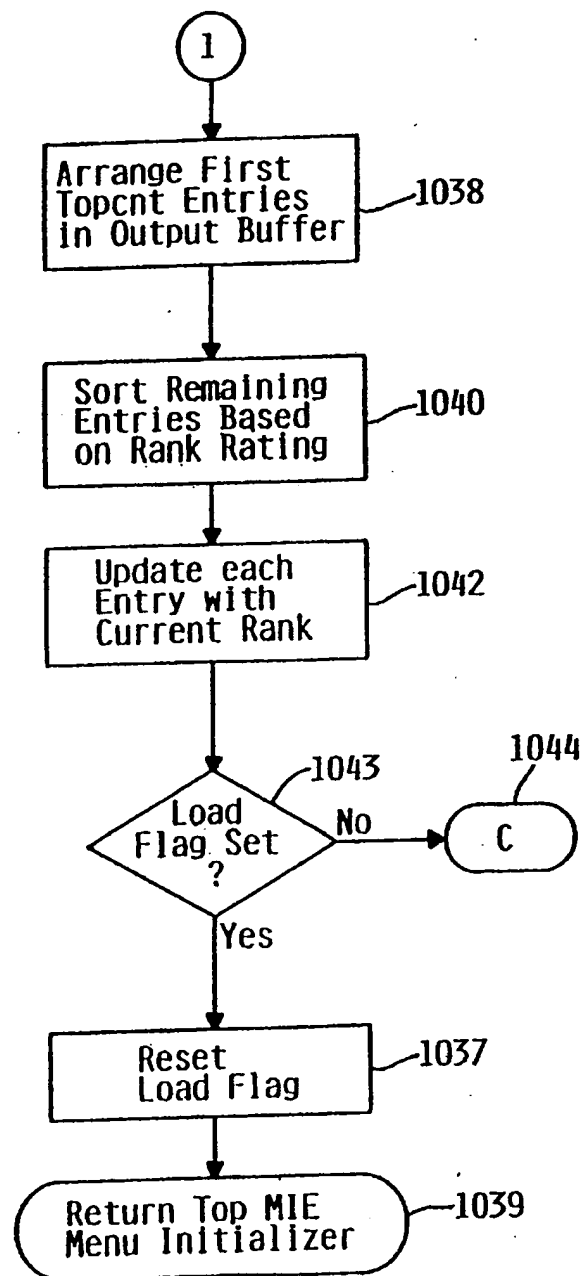 1
Arrange First
Topcnt Entries
in Output Buffer
1038
Sort Remaining
Entries Based
on Rank Rating
1040
Update each
Entry with
Current Rank
1042
1043
1044
Load
Flag Set
?
No
C
Yes
Reset
Load Flag
1037
Return Top MIE
Menu Initializer
1039